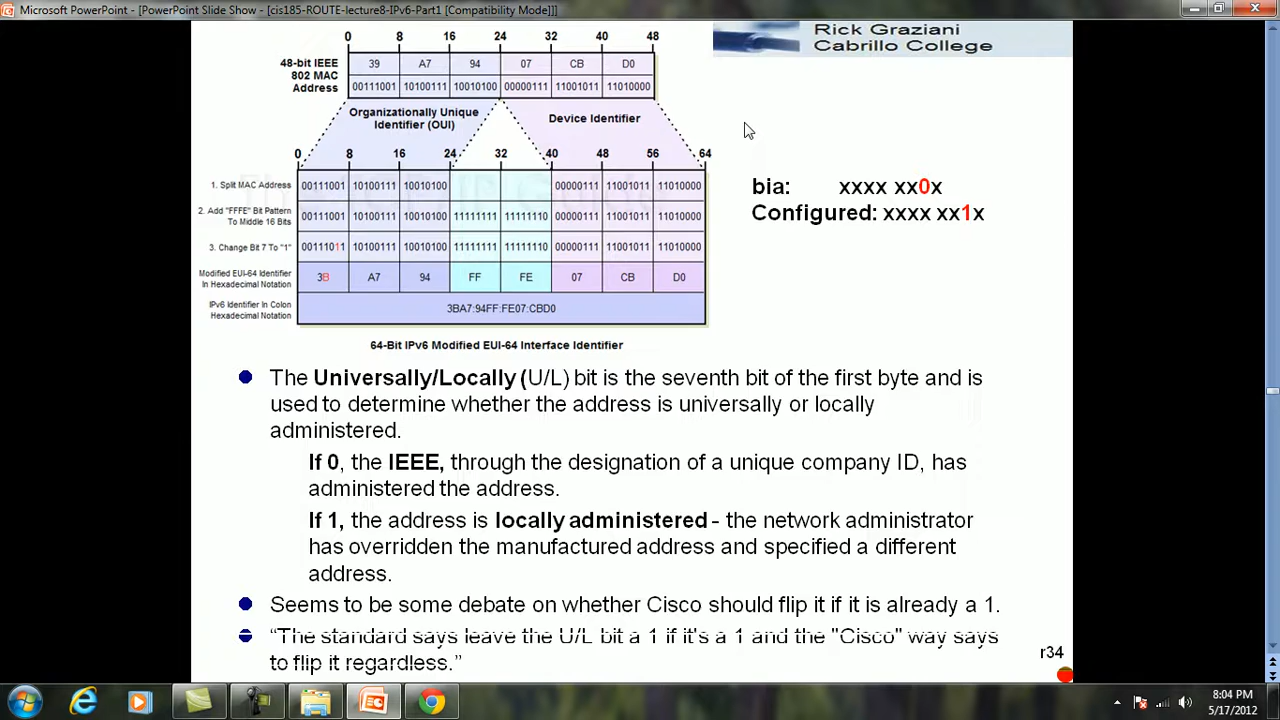 Microsoft PowerPoint - [PowerPoint Slide Show - [cis185-ROUTE-lecture8-IPv6-Part1 [Compatibility Mode]]]
Rick Graziani
Cabrillo College
0 8 16 24 32 40 48
48-bit IEEE
802 MAC
Address
39 A7 94 07 CB D0
00111001 10100111 10010100 00000111 11001011 11010000
Organizationally Unique
Identifier (OUI)
Device Identifier
0 8 16 24 32 40 48 56 64
1. Split MAC Address 00111001 10100111 10010100 00000111 11001011 11010000
2. Add "FFFE" Bit Pattern
To Middle 16 Bits
00111001 10100111 10010100 11111111 11111110 00000111 11001011 11010000
3. Change Bit 7 To "1" 00111011 10100111 10010100 11111111 11111110 00000111 11001011 11010000
Modified EUI-64 Identifier
In Hexadecimal Notation
3B A7 94 FF FE 07 CB D0
IPv6 Identifier In Colon
Hexadecimal Notation
3BA7:94FF:FE07:CBD0
64-Bit IPv6 Modified EUI-64 Interface Identifier
bia: xxxx xx0x
Configured: xxxx xx1x
The Universally/Locally (U/L) bit is the seventh bit of the first byte and is
used to determine whether the address is universally or locally
administered.
If 0, the IEEE, through the designation of a unique company ID, has
administered the address.
If 1, the address is locally administered - the network administrator
has overridden the manufactured address and specified a different
address.
Seems to be some debate on whether Cisco should flip it if it is already a 1.
“The standard says leave the U/L bit a 1 if it's a 1 and the "Cisco" way says
to flip it regardless.”
r34
8:04 PM
5/17/2012